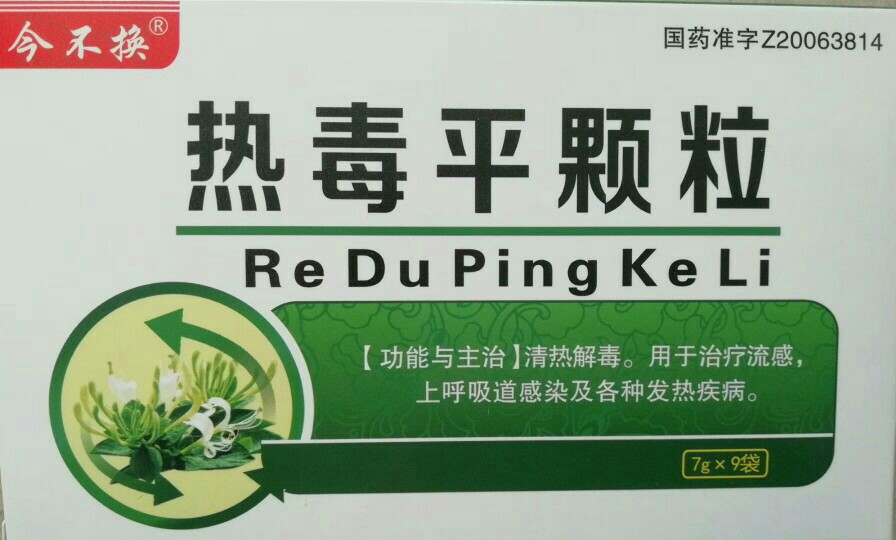 今不换®
国药准字Z20063814
热毒平颗粒
Re Du Ping Ke Li
【功能与主治】清热解毒。用于治疗流感，
上呼吸道感染及各种发热疾病。
7g×9袋